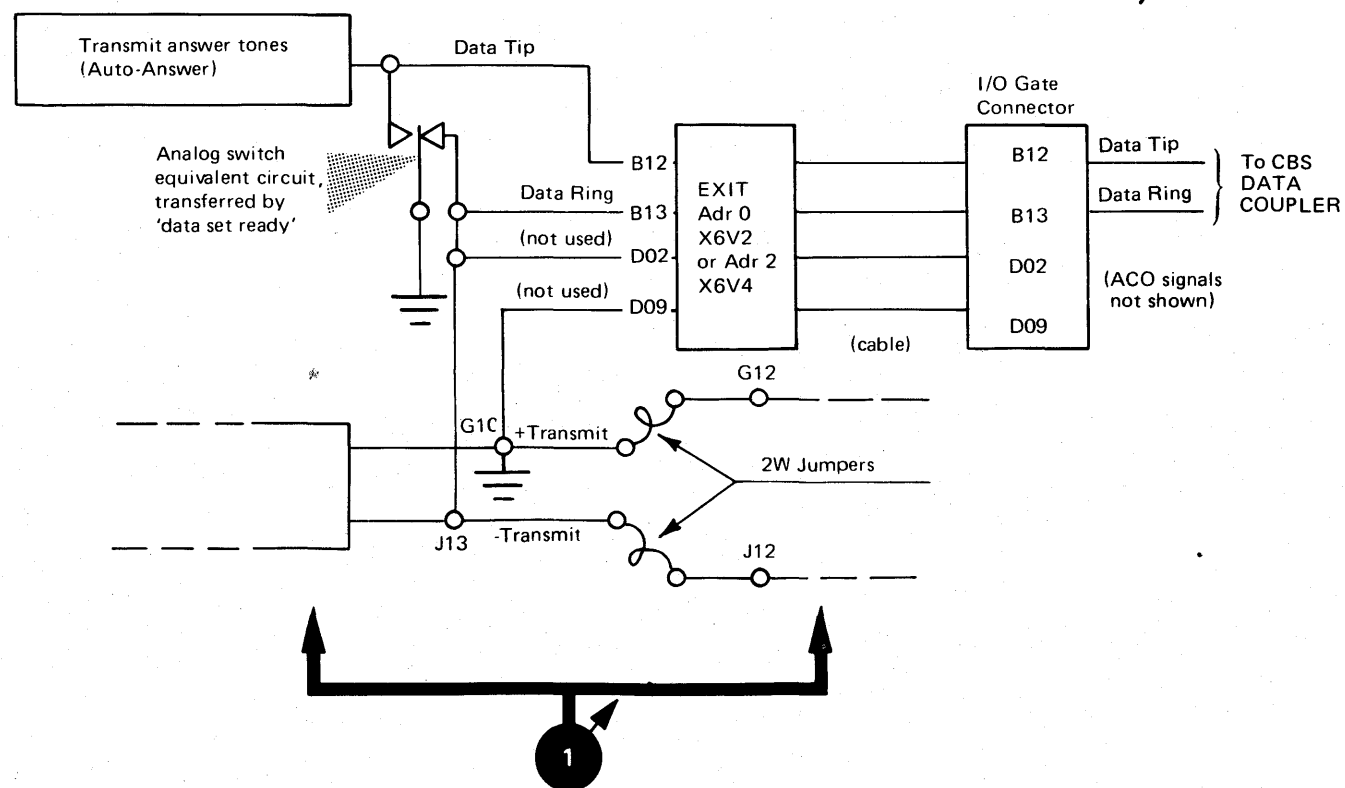 Transmit answer tones
(Auto-Answer)
Data Tip
I/O Gate
Connector
Analog switch
equivalent circuit,
transferred by
'data set ready'
B12
Data Ring
B13
(not used)
D02
(not used)
D09
EXIT
Adr 0
X6V2
or Adr 2
X6V4
(cable)
B12
B13
D02
D09
Data Tip
Data Ring
To CBS
DATA
COUPLER
(ACO signals
not shown)
G12
G10
+Transmit
2W Jumpers
J13
-Transmit
J12
1